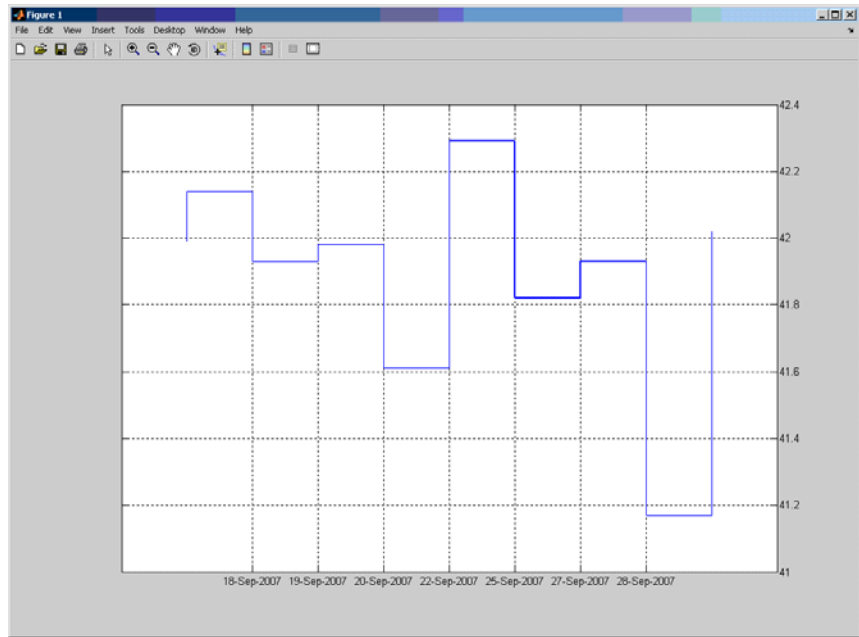 Figure 1
File Edit View Insert Tools Desktop Window Help
42.4
42.2
42
41.8
41.6
41.4
41.2
41
18-Sep-2007 19-Sep-2007 20-Sep-2007 22-Sep-2007 25-Sep-2007 27-Sep-2007 28-Sep-2007